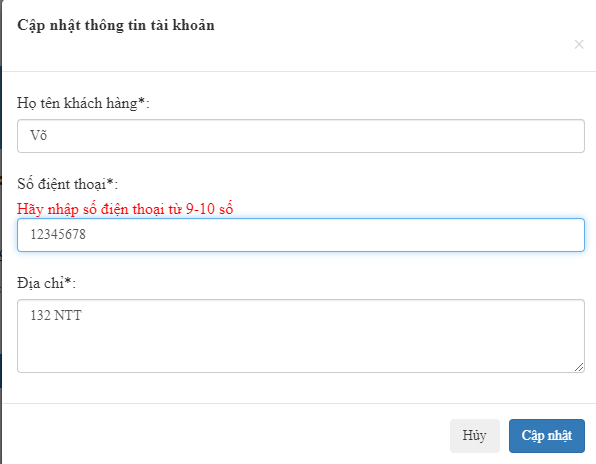 Cập nhật thông tin tài khoản
×
Họ tên khách hàng*:
Võ
Số điệnt thoại*:
Hãy nhập số điện thoại từ 9-10 số
12345678
Địa chỉ*:
132 NTT
Hủy
Cập nhật